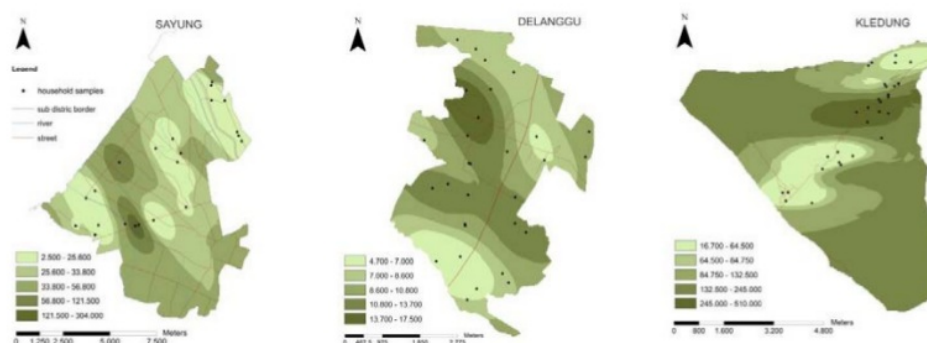 SAYUNG
N
Legend
household samples
sub distric border
river
street
2.500 - 25.600
25.600 - 33.800
33.800 - 56.800
56.800 - 121.500
121.500 - 304.000
Meters
0 1.250 2.500 5.000 7.500
DELANGGU
N
4.700 - 7.000
7.000 - 8.600
8.600 - 10.800
10.800 - 13.700
13.700 - 17.500
Meters
0
KLEDUNG
N
16.700 - 64.500
64.500 - 84.750
84.750 - 132.500
132.500 - 245.000
245.000 - 510.000
Meters
0 800 1.600 3.200 4.800